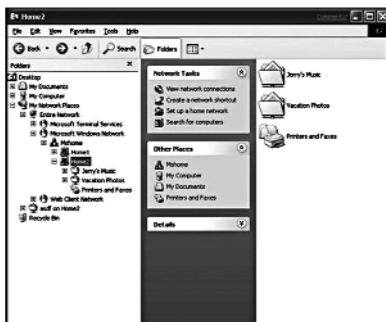 Home2
File Edit View Favorites Tools Help
Back Search Folders
Folders
Desktop
My Documents
My Computer
My Network Places
Entire Network
Microsoft Terminal Services
Microsoft Windows Network
Mshome
Home1
Home2
Jerry's Music
Vacation Photos
Printers and Faxes
Web Client Network
asdf on Home2
Recycle Bin
Network Tasks
View network connections
Create a network shortcut
Set up a home network
Search for computers
Other Places
Mshome
My Computer
My Documents
Printers and Faxes
Details
Jerry's Music
Vacation Photos
Printers and Faxes